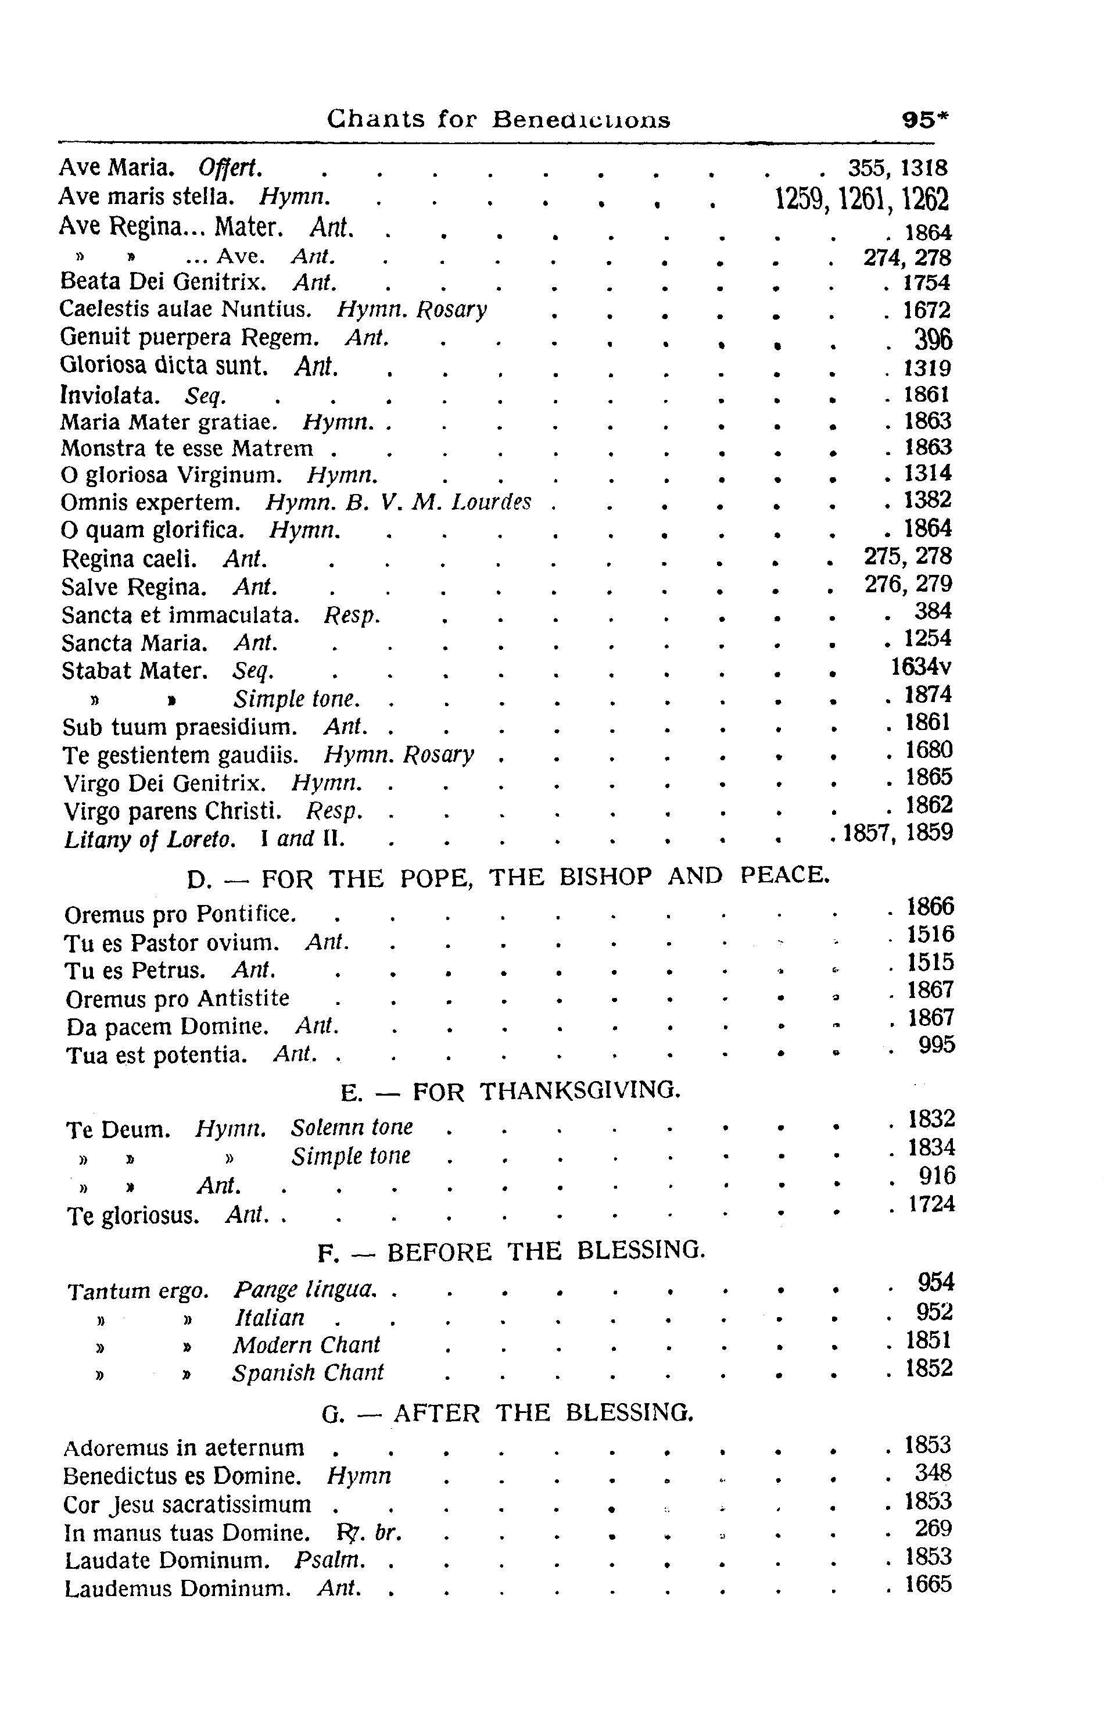 Chants for Benedictions 95*
Ave Maria. Offert. . . . . . . . . . . 355, 1318
Ave maris stella. Hymn. . . . . . . . 1259, 1261, 1262
Ave Regina... Mater. Ant. . . . . . . . . . . 1864
» » ... Ave. Ant. . . . . . . . . . 274, 278
Beata Dei Genitrix. Ant. . . . . . . . . . . 1754
Caelestis aulae Nuntius. Hymn. Rosary . . . . . . . 1672
Genuit puerpera Regem. Ant. . . . . . . . . . 396
Gloriosa dicta sunt. Ant. . . . . . . . . . . 1319
Inviolata. Seq. . . . . . . . . . . . . 1861
Maria Mater gratiae. Hymn. . . . . . . . . . . 1863
Monstra te esse Matrem . . . . . . . . . . . 1863
O gloriosa Virginum. Hymn. . . . . . . . . . 1314
Omnis expertem. Hymn. B. V. M. Lourdes . . . . . . . 1382
O quam glorifica. Hymn. . . . . . . . . . . 1864
Regina caeli. Ant. . . . . . . . . . . 275, 278
Salve Regina. Ant. . . . . . . . . . . 276, 279
Sancta et immaculata. Resp. . . . . . . . . . 384
Sancta Maria. Ant. . . . . . . . . . . . 1254
Stabat Mater. Seq. . . . . . . . . . . 1634v
» » Simple tone. . . . . . . . . . . 1874
Sub tuum praesidium. Ant. . . . . . . . . . . 1861
Te gestientem gaudiis. Hymn. Rosary . . . . . . . . 1680
Virgo Dei Genitrix. Hymn. . . . . . . . . . . 1865
Virgo parens Christi. Resp. . . . . . . . . . . 1862
Litany of Loreto. I and II. . . . . . . . . . 1857, 1859
D. — FOR THE POPE, THE BISHOP AND PEACE.
Oremus pro Pontifice. . . . . . . . . . . . 1866
Tu es Pastor ovium. Ant. . . . . . . . . . . 1516
Tu es Petrus. Ant. . . . . . . . . . . . 1515
Oremus pro Antistite . . . . . . . . . . . 1867
Da pacem Domine. Ant. . . . . . . . . . . 1867
Tua est potentia. Ant. . . . . . . . . . . . 995
E. — FOR THANKSGIVING.
Te Deum. Hymn. Solemn tone . . . . . . . . . 1832
» » » Simple tone . . . . . . . . . 1834
» » Ant. . . . . . . . . . . . . 916
Te gloriosus. Ant. . . . . . . . . . . . . 1724
F. — BEFORE THE BLESSING.
Tantum ergo. Pange lingua. . . . . . . . . . . 954
» » Italian . . . . . . . . . . . 952
» » Modern Chant . . . . . . . . . 1851
» » Spanish Chant . . . . . . . . . 1852
G. — AFTER THE BLESSING.
Adoremus in aeternum . . . . . . . . . . . 1853
Benedictus es Domine. Hymn . . . . . . . . . 348
Cor Jesu sacratissimum . . . . . . . . . . . 1853
In manus tuas Domine. ℟. br. . . . . . . . . . 269
Laudate Dominum. Psalm. . . . . . . . . . . 1853
Laudemus Dominum. Ant. . . . . . . . . . . 1665